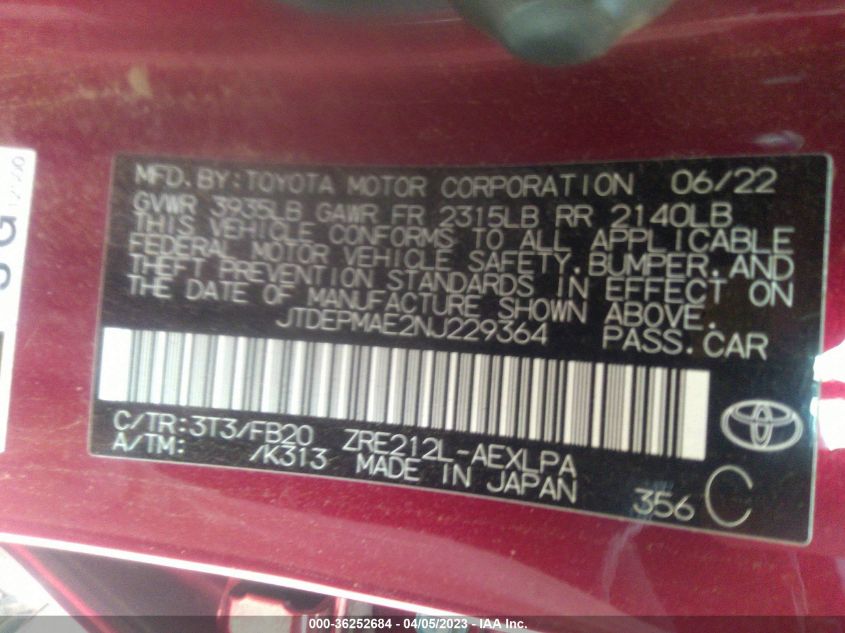 MFD.BY:TOYOTA MOTOR CORPORATION 06/22
GVWR 3935LB GAWR FR 2315LB RR 2140LB
THIS VEHICLE CONFORMS TO ALL APPLICABLE
FEDERAL MOTOR VEHICLE SAFETY.BUMPER.AND
THEFT PREVENTION STANDARDS IN EFFECT ON
THE DATE OF MANUFACTURE SHOWN ABOVE.
JTDEPMAE2NJ229364 PASS.CAR
C/TR:3T3/FB20 ZRE212L-AEXLPA
A/TM: /K313 MADE IN JAPAN
356 C
000-36252684 - 04/05/2023 - IAA Inc.